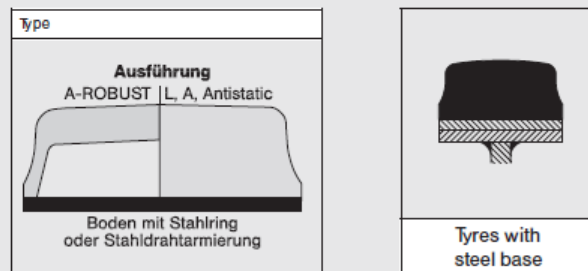 Type
Ausführung
A-ROBUST L, A, Antistatic
Boden mit Stahlring
oder Stahldrahtarmierung
Tyres with
steel base